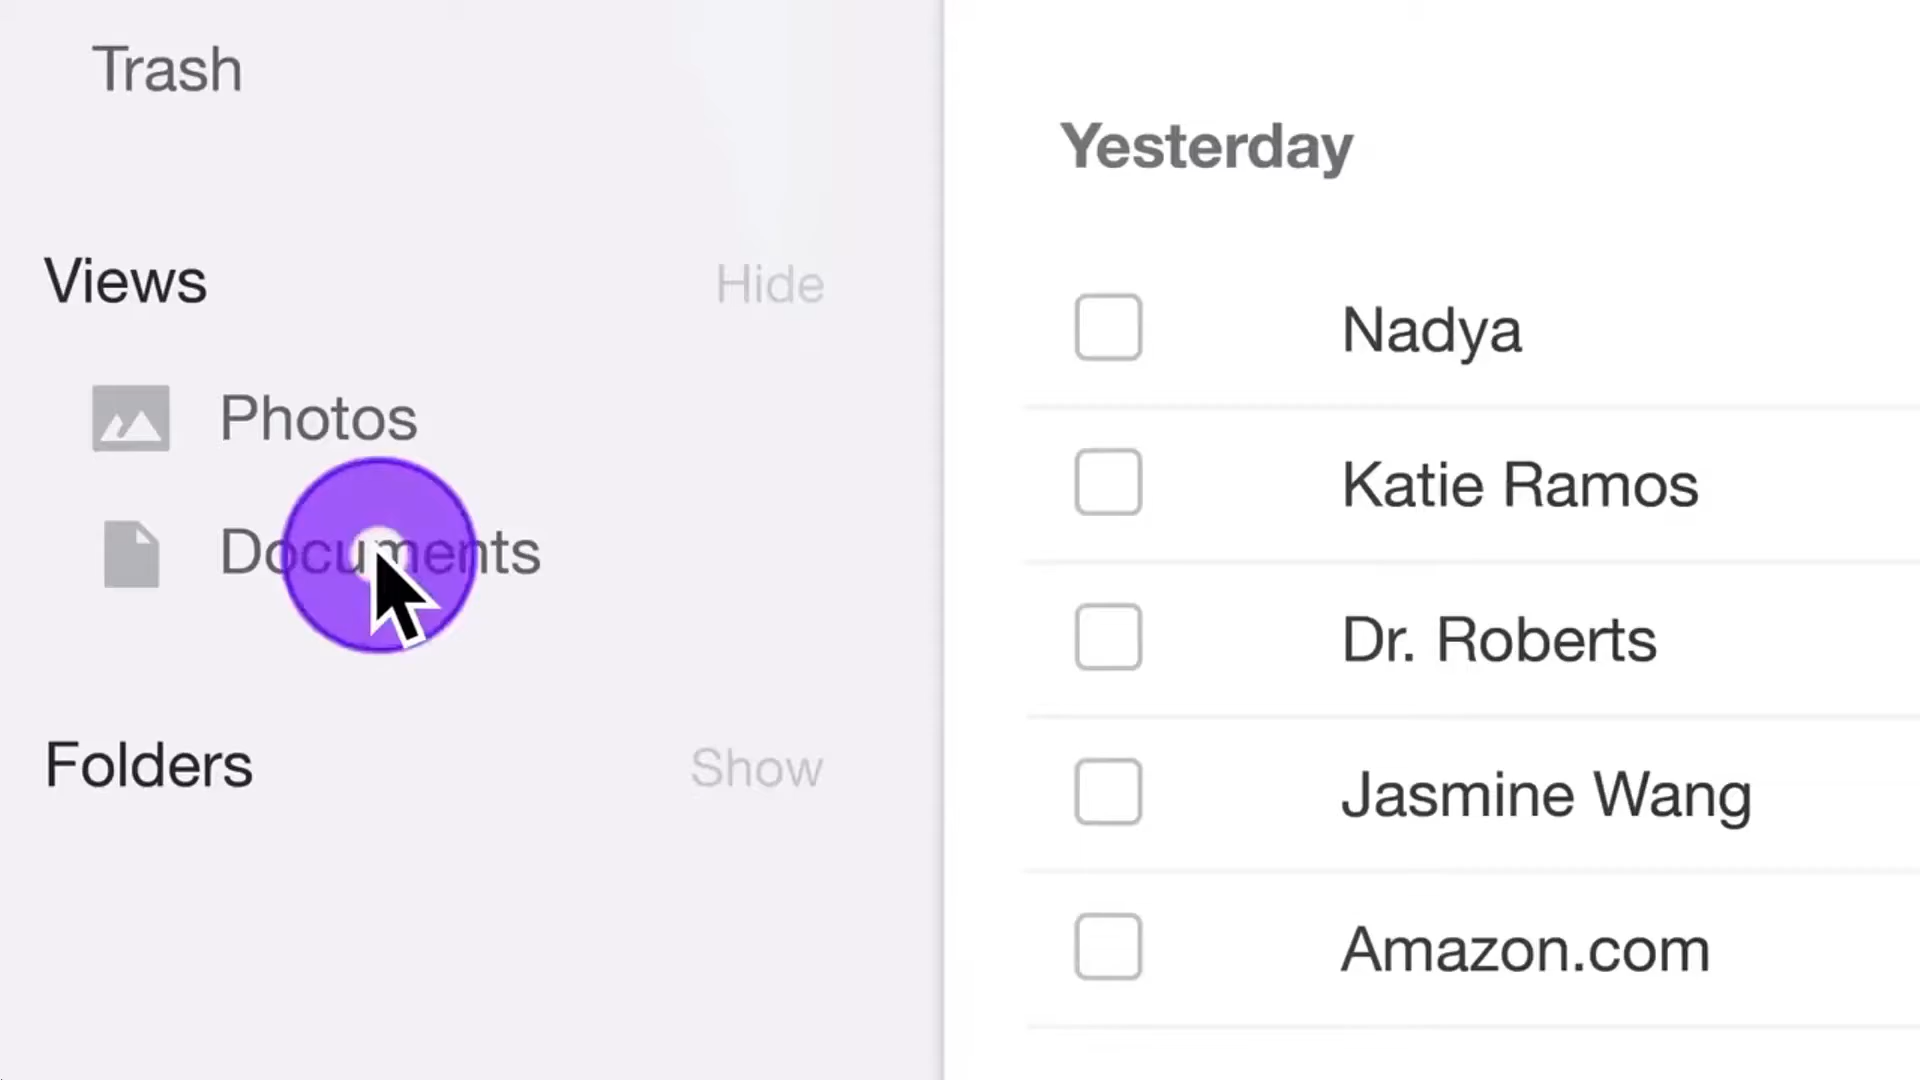 Trash
Views
Hide
Photos
Documents
Folders
Show
Yesterday
Nadya
Katie Ramos
Dr. Roberts
Jasmine Wang
Amazon.com